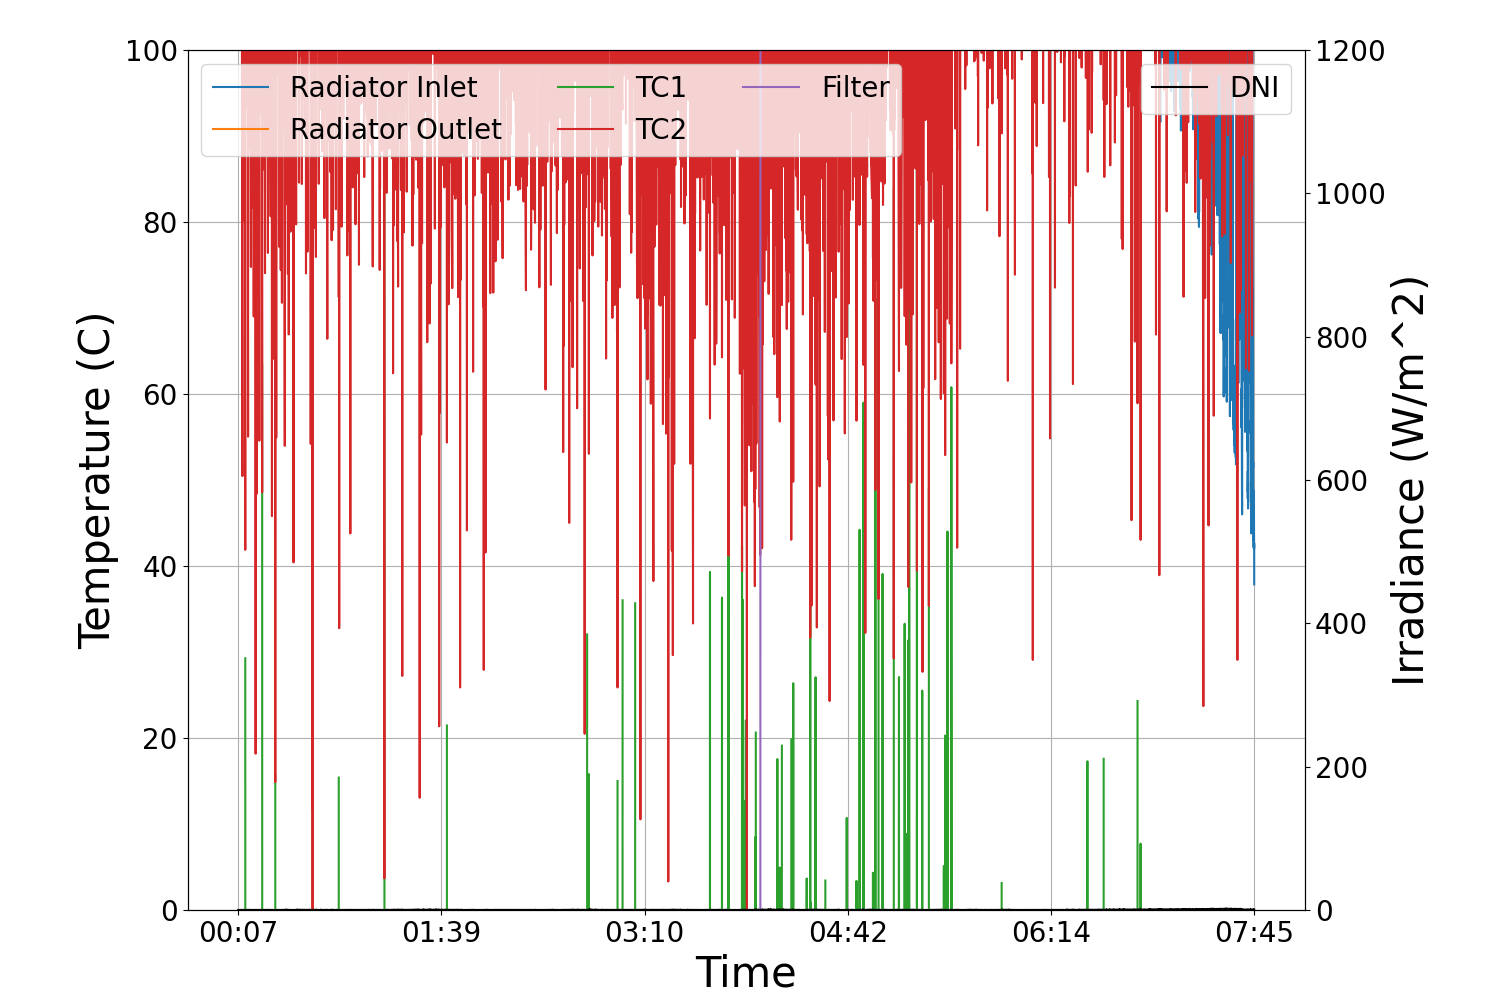 100
80
60
40
20
0
Temperature (C)
Radiator Inlet
Radiator Outlet
TC1
TC2
Filter
DNI
1200
1000
800
600
400
200
0
Irradiance (W/m^2)
00:07
01:39
03:10
04:42
06:14
07:45
Time